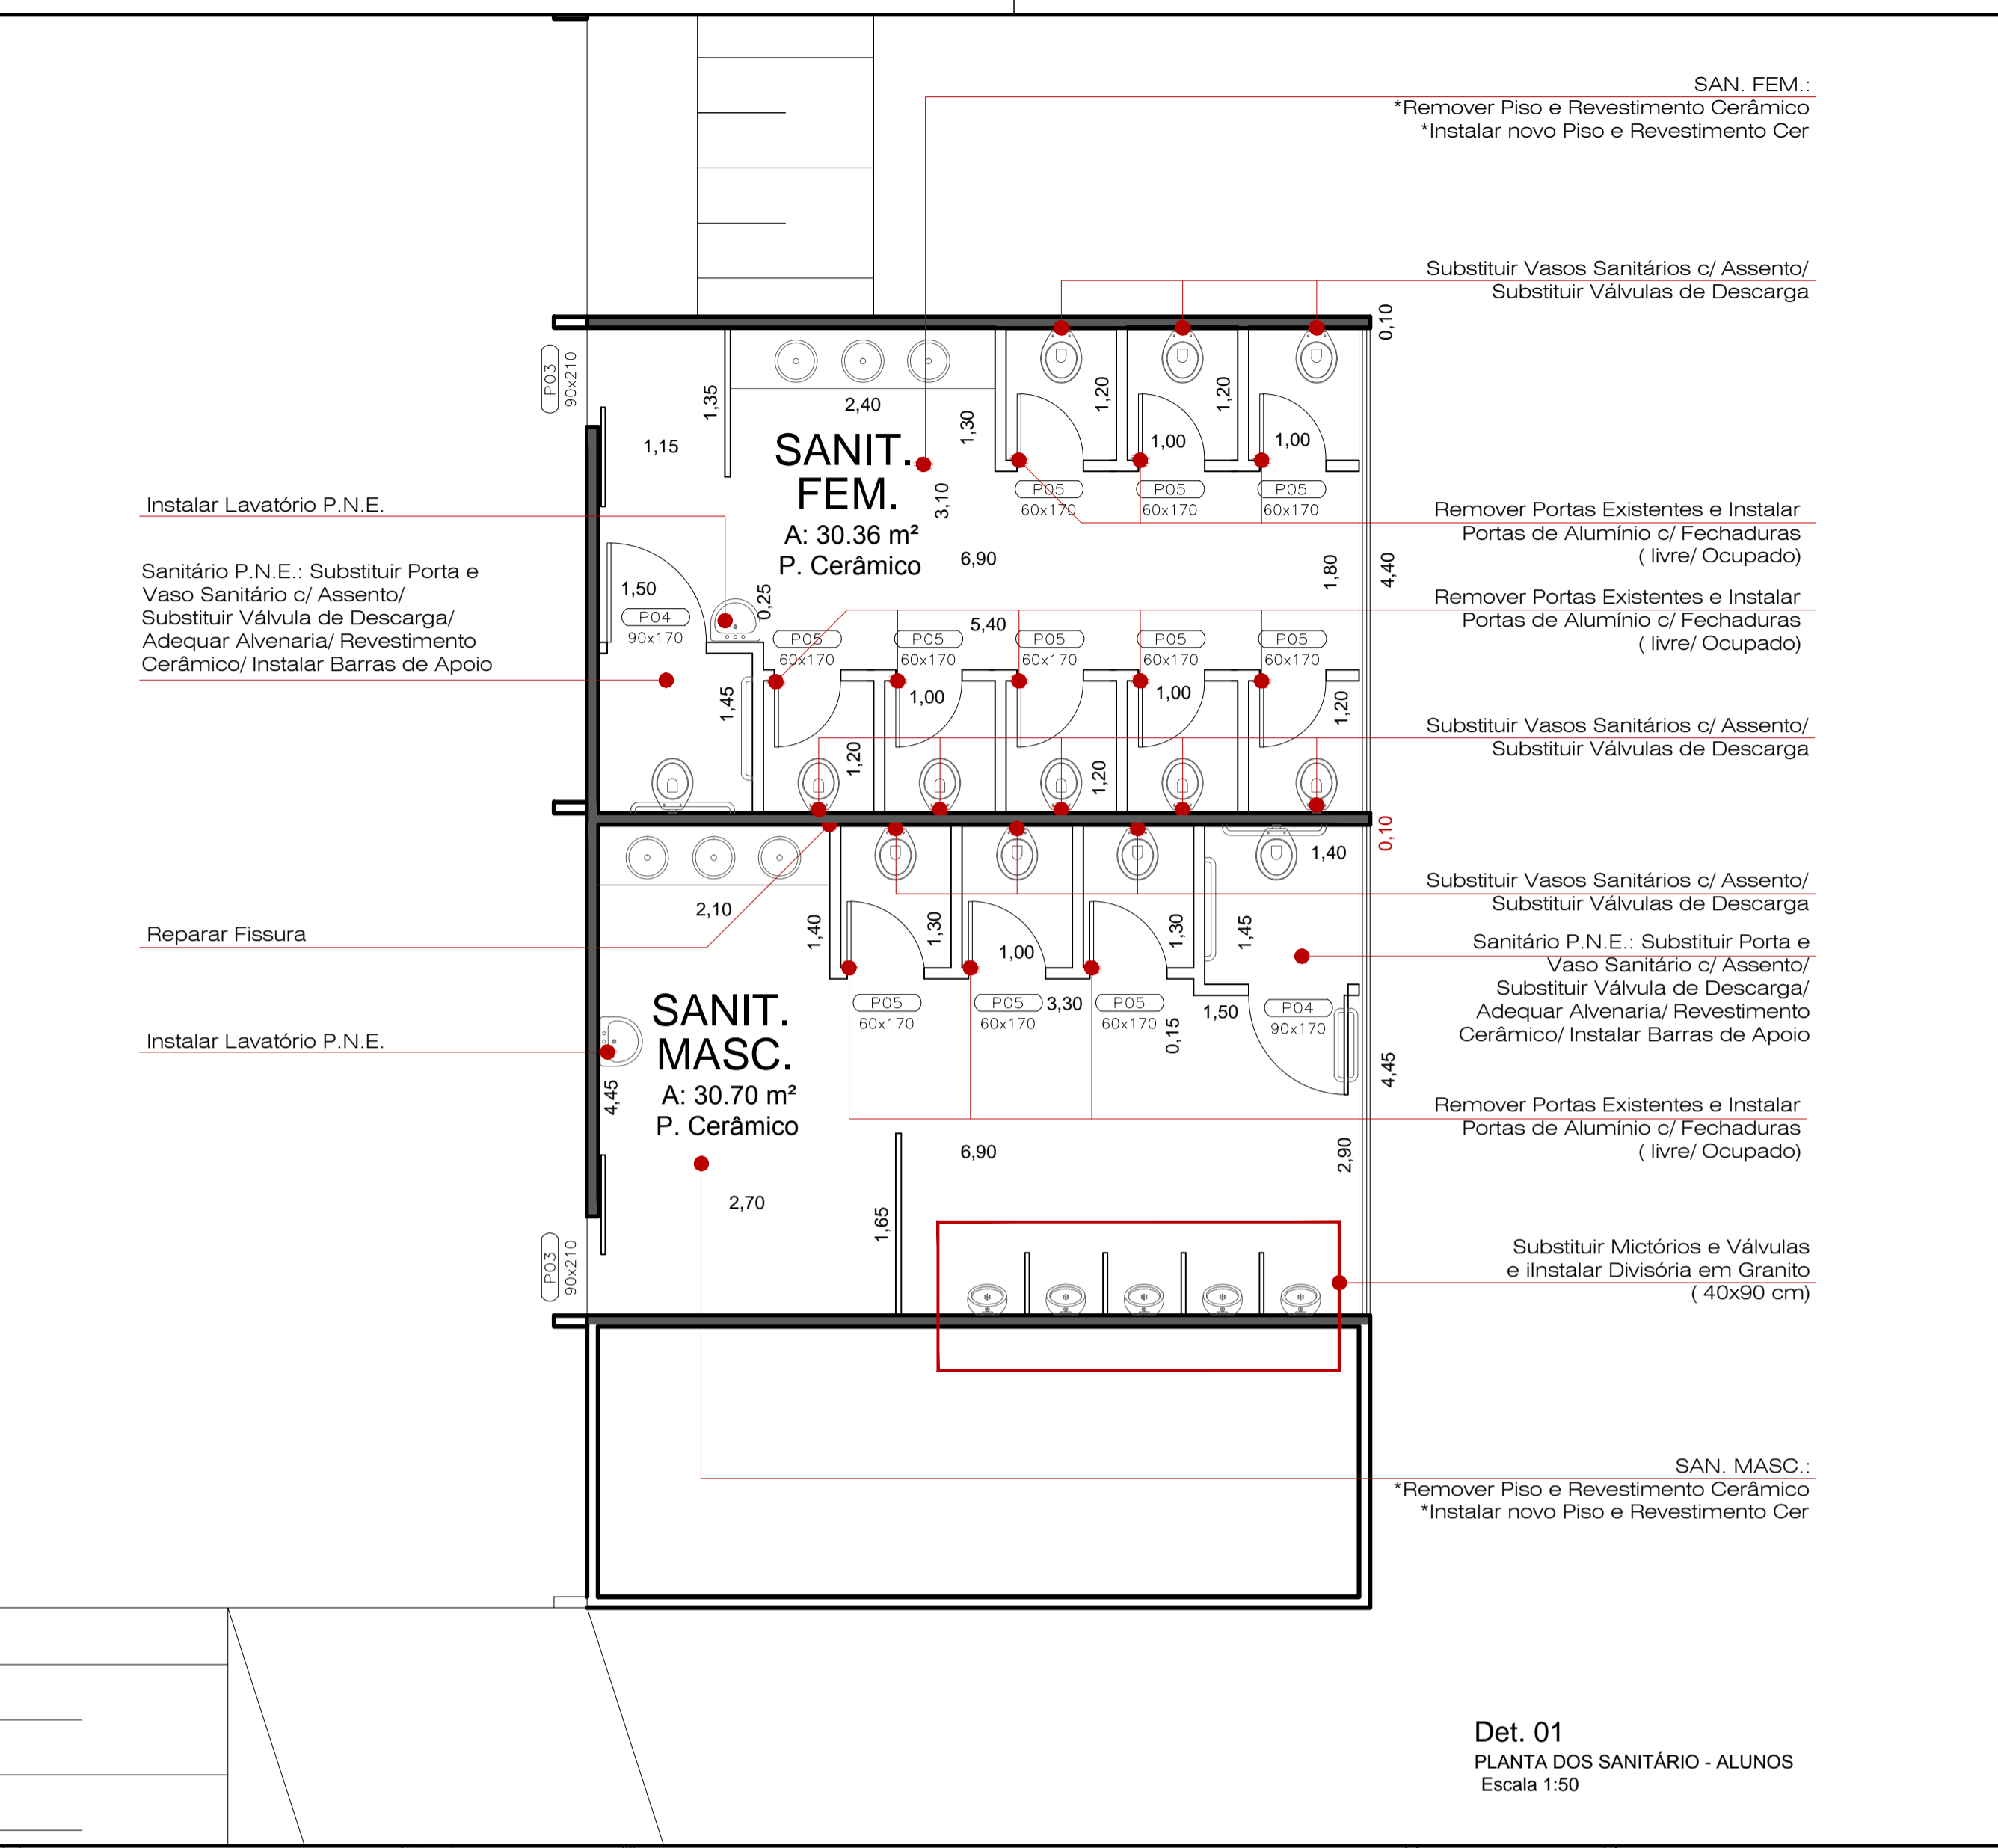 SAN. FEM.:
*Remover Piso e Revestimento Cerâmico
*Instalar novo Piso e Revestimento Cer
Substituir Vasos Sanitários c/ Assento/
Substituir Válvulas de Descarga
0,10
P03
90x210
1,35
2,40
1,30
1,20
1,20
1,15
1,00
1,00
SANIT.
FEM.
A: 30.36 m²
P. Cerâmico
3,10
P05
60x170
P05
60x170
P05
60x170
Instalar Lavatório P.N.E.
Remover Portas Existentes e Instalar
Portas de Alumínio c/ Fechaduras
( livre/ Ocupado)
6,90
1,80
4,40
Sanitário P.N.E.: Substituir Porta e
Vaso Sanitário c/ Assento/
Substituir Válvula de Descarga/
Adequar Alvenaria/ Revestimento
Cerâmico/ Instalar Barras de Apoio
1,50
P04
90x170
0,25
Remover Portas Existentes e Instalar
Portas de Alumínio c/ Fechaduras
( livre/ Ocupado)
5,40
P05
60x170
P05
60x170
P05
60x170
P05
60x170
P05
60x170
1,45
1,00
1,00
1,20
1,20
1,20
Substituir Vasos Sanitários c/ Assento/
Substituir Válvulas de Descarga
0,10
1,40
Substituir Vasos Sanitários c/ Assento/
Substituir Válvulas de Descarga
2,10
1,40
1,30
1,00
1,30
1,45
Reparar Fissura
Sanitário P.N.E.: Substituir Porta e
Vaso Sanitário c/ Assento/
Substituir Válvula de Descarga/
Adequar Alvenaria/ Revestimento
Cerâmico/ Instalar Barras de Apoio
SANIT.
MASC.
A: 30.70 m²
P. Cerâmico
P05
60x170
P05
60x170
3,30
P05
60x170
0,15
1,50
P04
90x170
Instalar Lavatório P.N.E.
4,45
4,45
Remover Portas Existentes e Instalar
Portas de Alumínio c/ Fechaduras
( livre/ Ocupado)
6,90
2,90
2,70
1,65
P03
90x210
Substituir Mictórios e Válvulas
e iInstalar Divisória em Granito
( 40x90 cm)
SAN. MASC.:
*Remover Piso e Revestimento Cerâmico
*Instalar novo Piso e Revestimento Cer
Det. 01
PLANTA DOS SANITÁRIO - ALUNOS
Escala 1:50